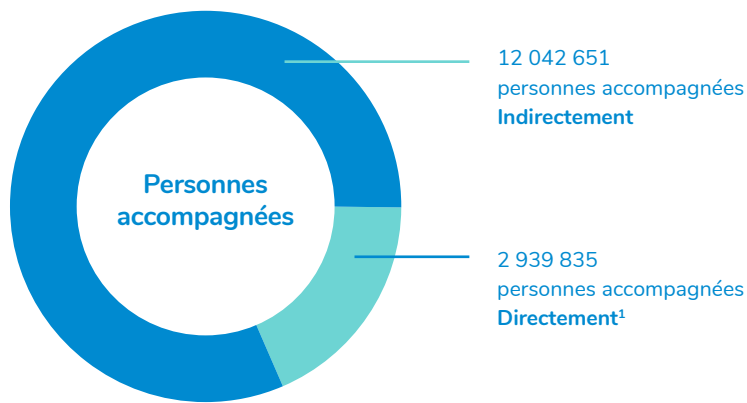 Personnes
accompagnées
12 042 651
personnes accompagnées
Indirectement
2 939 835
personnes accompagnées
Directement¹